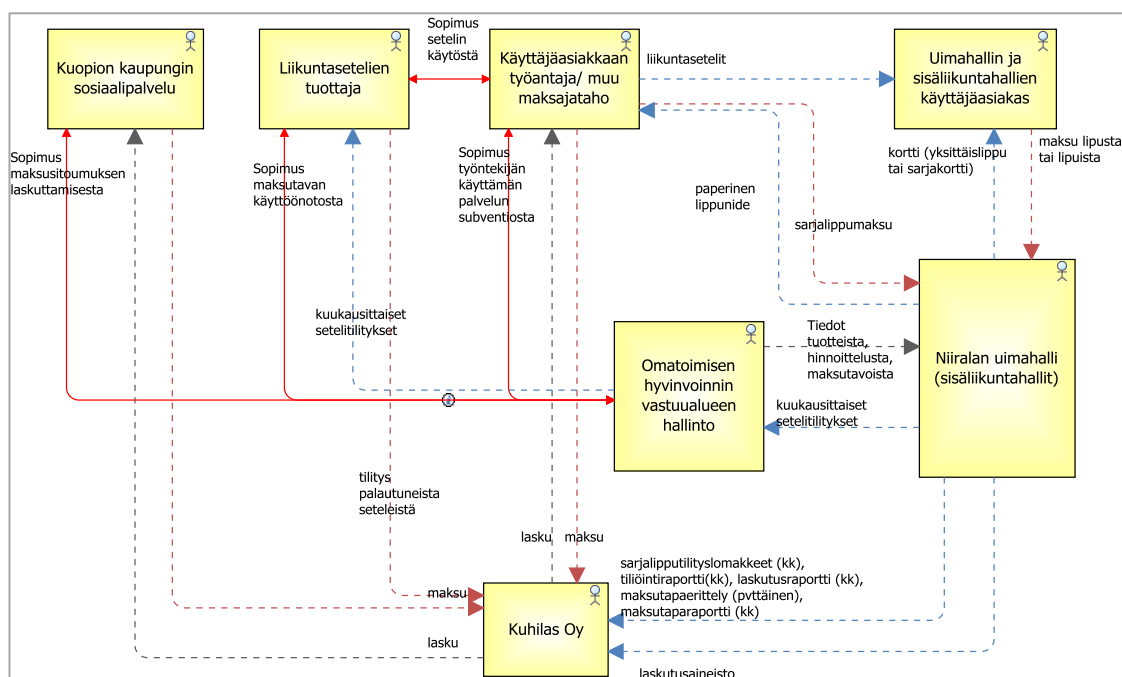 Kuopion kaupungin
sosiaalipalvelu
Liikuntasetelien
tuottaja
Sopimus
setelin
käytöstä
Käyttäjäasiakkaan
työantaja/ muu
maksajataho
liikuntasetelit
Uimahallin ja
sisäliikuntahallien
käyttäjäasiakas
Sopimus
maksusitoumuksen
laskuttamisesta
Sopimus
maksutavan
käyttöönotosta
Sopimus
työntekijän
käyttämän
palvelun
subventiosta
paperinen
lippunide
sarjalippumaksu
kortti (yksittäislippu
tai sarjakortti)
maksu lipusta
tai lipuista
kuukausittaiset
setelitilitykset
Omatoimisen
hyvinvoinnin
vastuualueen
hallinto
Tiedot
tuotteista,
hinnoittelusta,
maksutavoista
kuukausittaiset
setelitilitykset
Niiralan uimahalli
(sisäliikuntahallit)
tilitys
palautuneista
seteleistä
lasku
maksu
sarjalipputilityslomakkeet (kk),
tiliöintiraportti(kk), laskutusraportti (kk),
maksutapaerittely (pvttäinen),
maksutaparaportti (kk)
maksu
Kuhilas Oy
lasku
laskutusaineisto